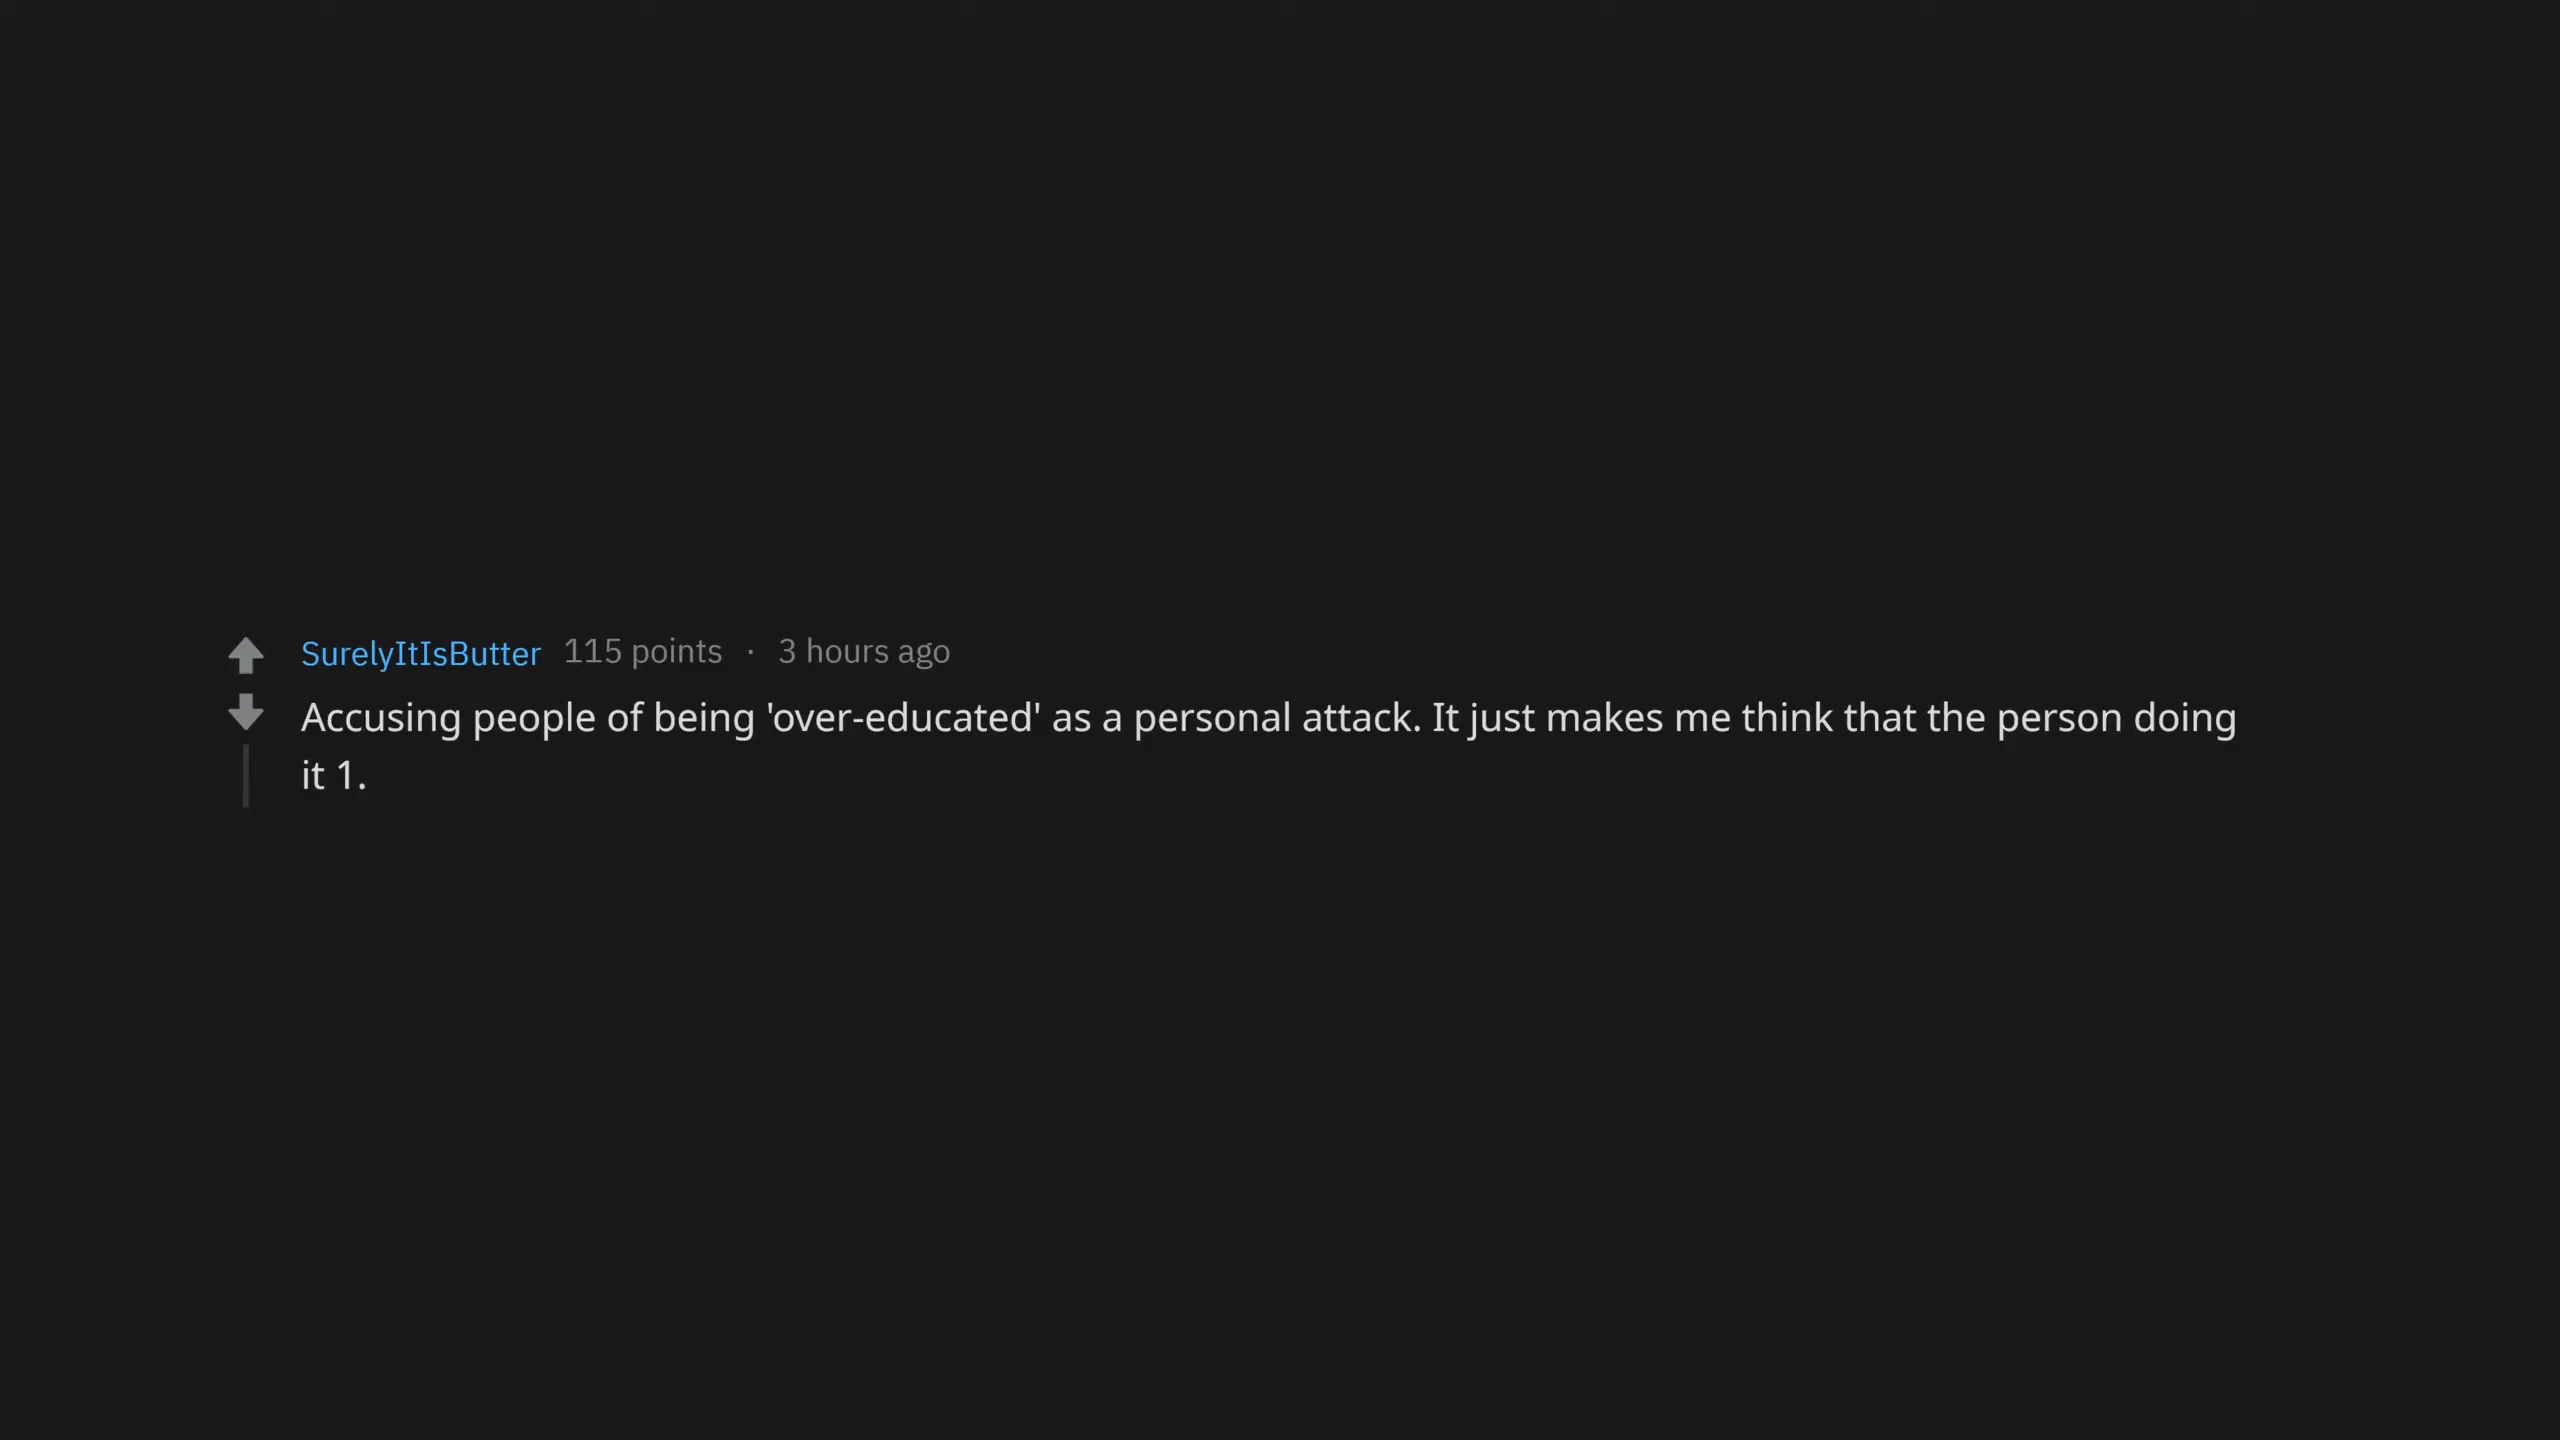 SurelyItIsButter 115 points · 3 hours ago
Accusing people of being 'over-educated' as a personal attack. It just makes me think that the person doing
it 1.